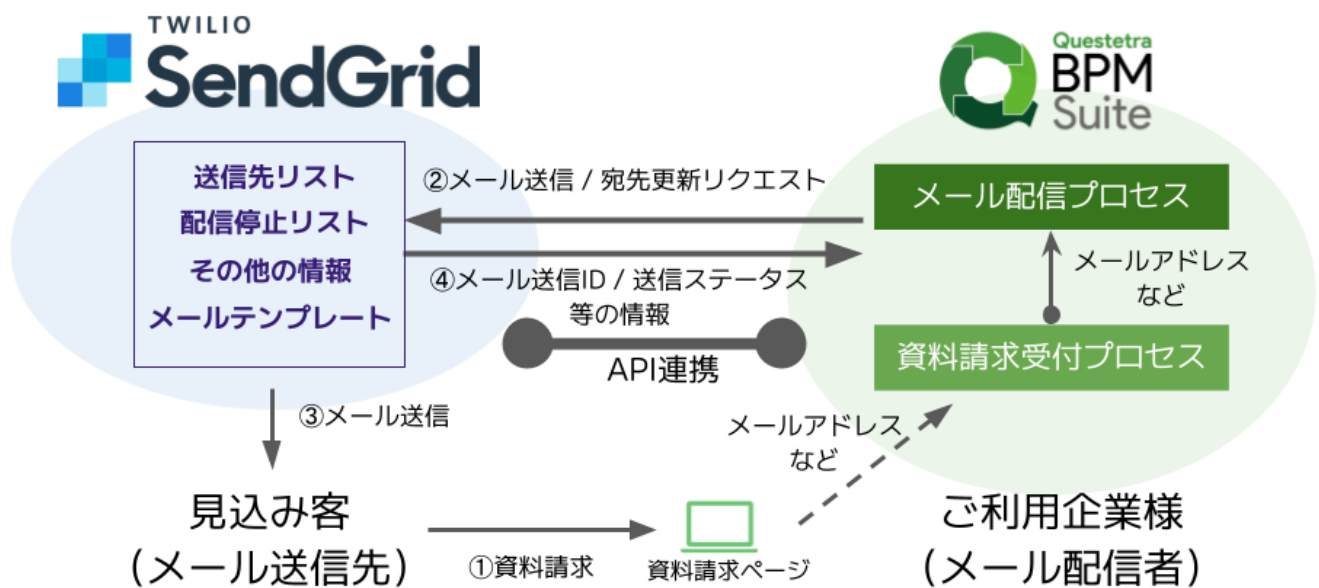 TWILIO
SendGrid
Questetra
BPM
Suite
送信先リスト
配信停止リスト
その他の情報
メールテンプレート
②メール送信 / 宛先更新リクエスト
④メール送信ID / 送信ステータス
等の情報
API連携
メール配信プロセス
メールアドレス
など
資料請求受付プロセス
③メール送信
メールアドレス
など
見込み客
(メール送信先)
①資料請求
資料請求ページ
ご利用企業様
(メール配信者)